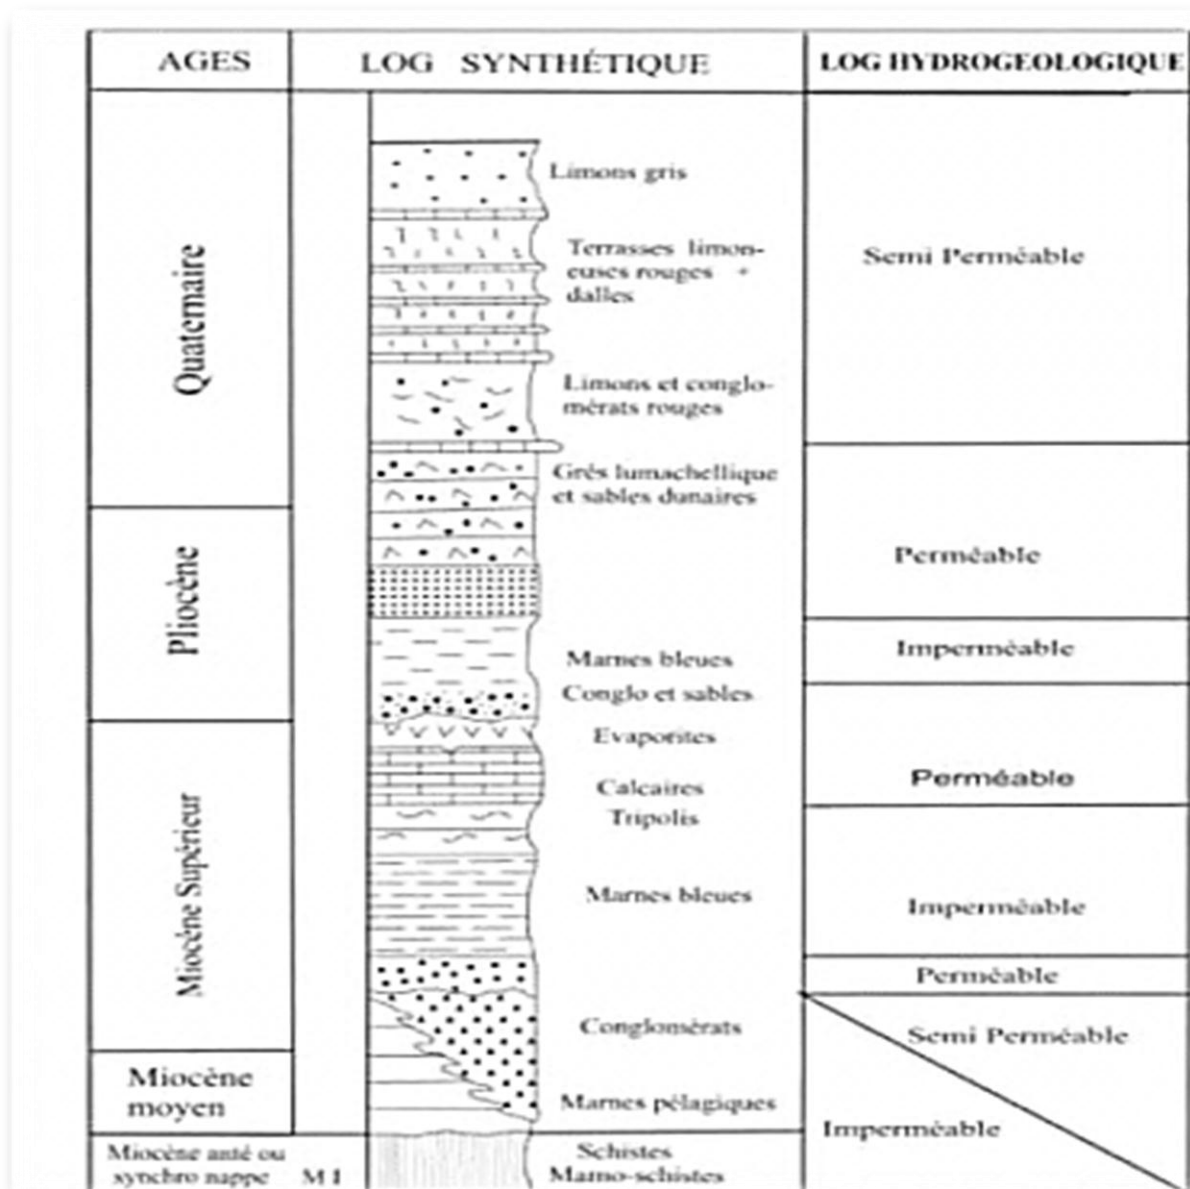 AGES
LOG SYNTHÉTIQUE
LOG HYDROGEOLOGIQUE
Quaternaire
Limons gris
Terrasses limon-
euses rouges +
dalles
Semi Perméable
Limons et conglo-
mérats rouges
Grés lumachellique
et sables dunaires
Pliocène
Perméable
Marnes bleues
Imperméable
Conglo et sables
Miocène Supérieur
Evaporites
Calcaires
Perméable
Tripolis
Marnes bleues
Imperméable
Perméable
Conglomérats
Semi Perméable
Miocène
moyen
Marnes pélagiques
Imperméable
Miocène anté ou
synchro nappe
M I
Schistes
Marno-schistes